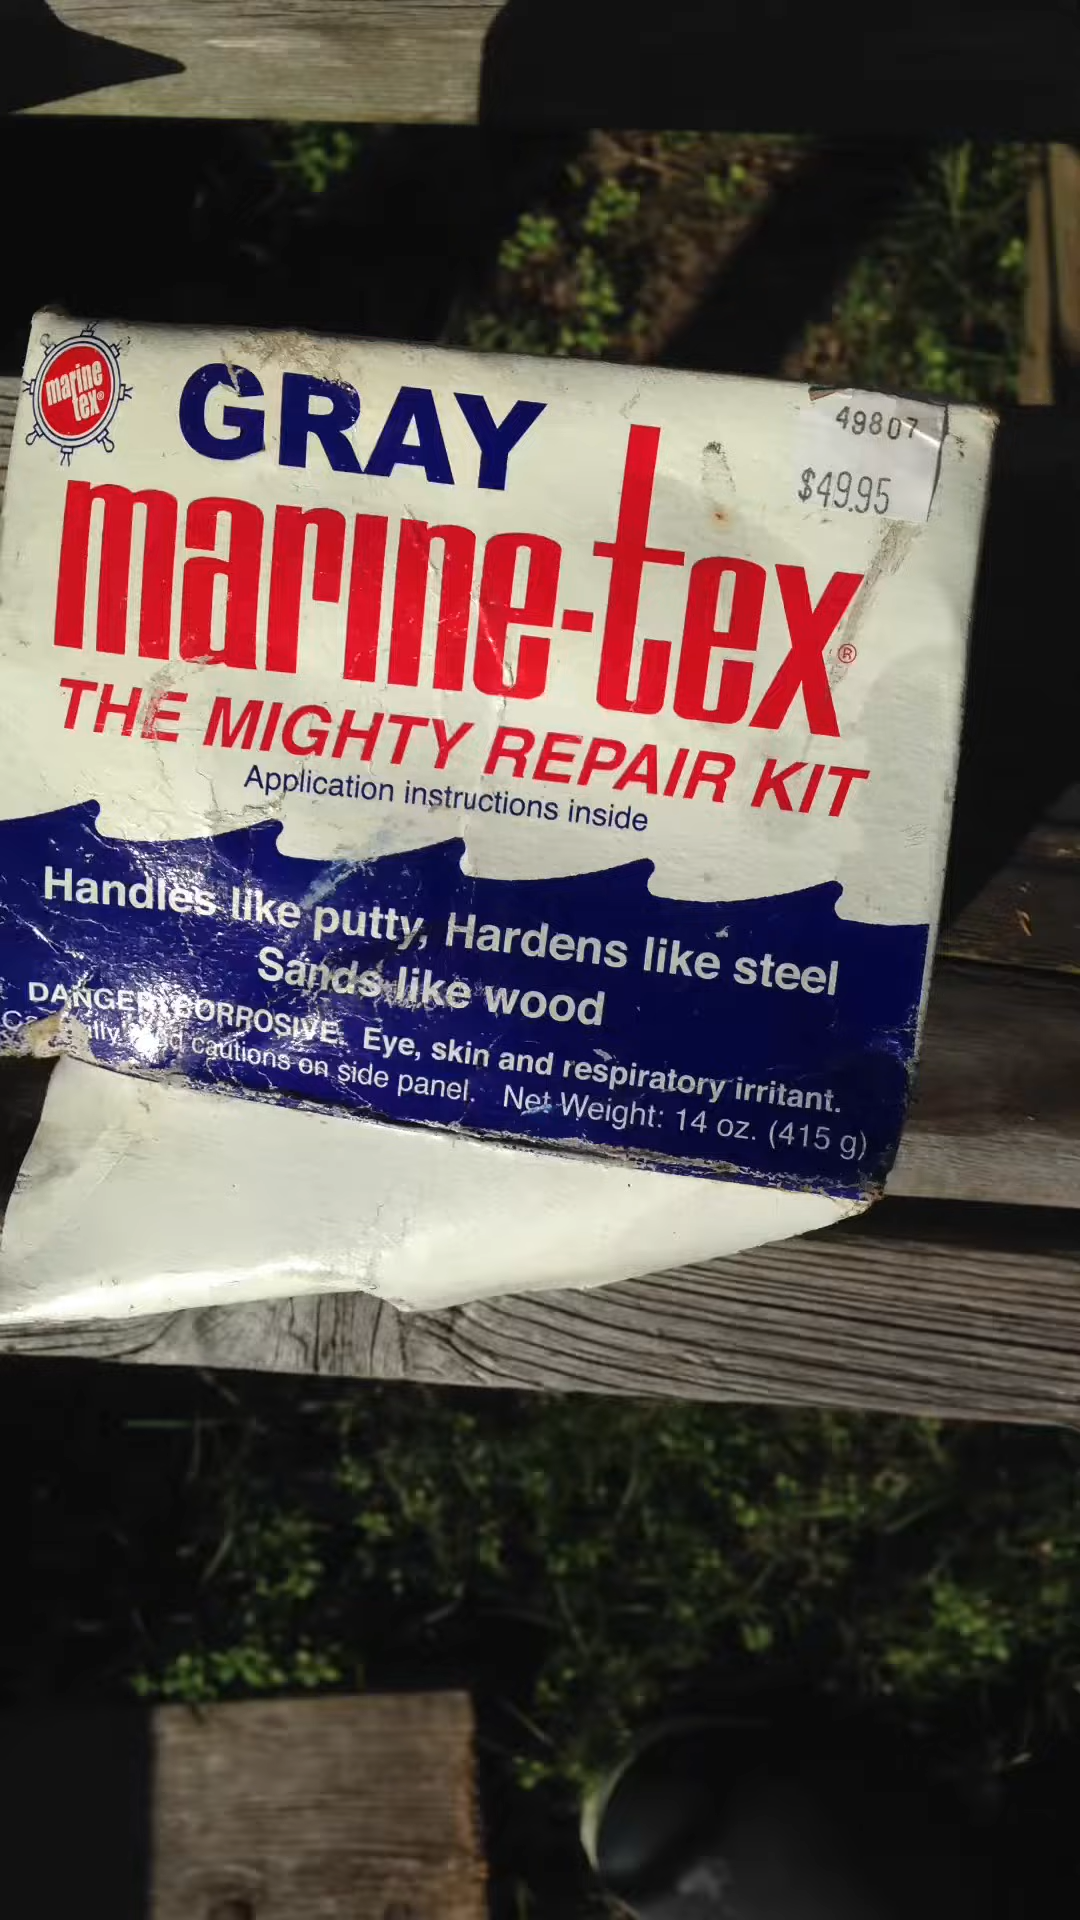 marine
tex®
GRAY
49807
$49.95
marine-tex®
THE MIGHTY REPAIR KIT
Application instructions inside
Handles like putty, Hardens like steel
Sands like wood
DANGER: CORROSIVE. Eye, skin and respiratory irritant.
cautions on side panel. Net Weight: 14 oz. (415 g)